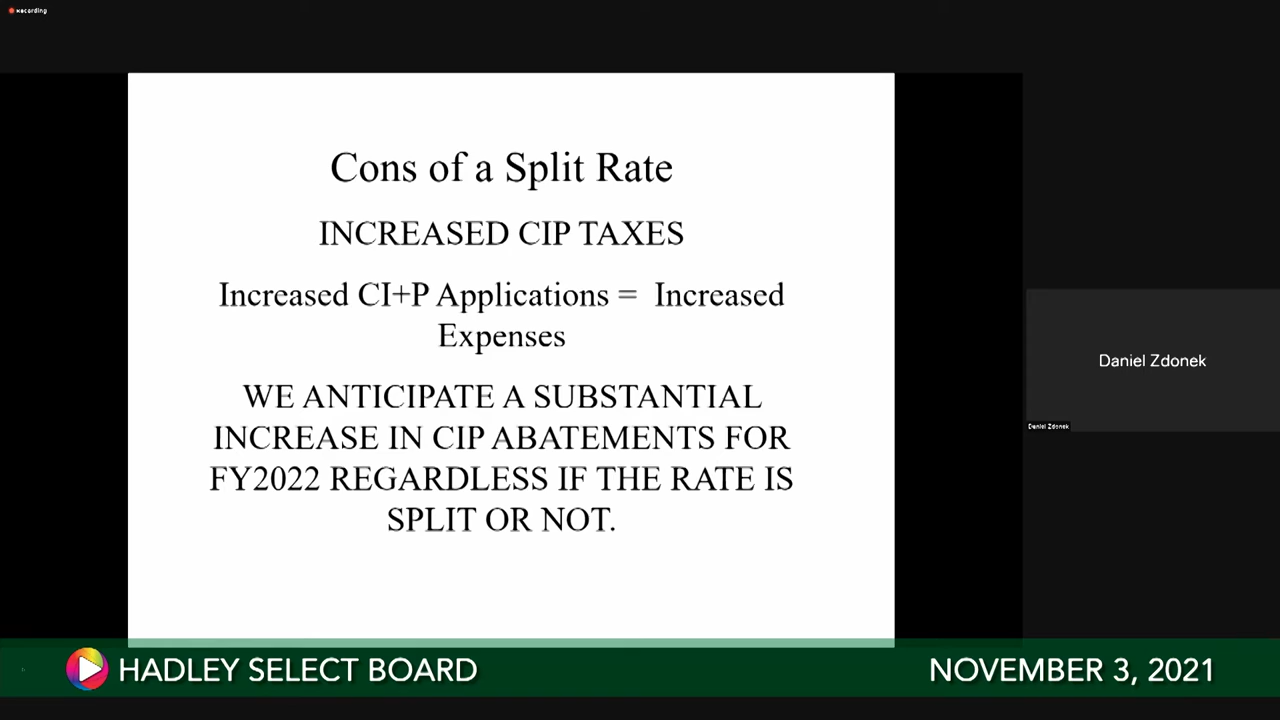 Recording
Cons of a Split Rate
INCREASED CIP TAXES
Increased CI+P Applications = Increased
Expenses
WE ANTICIPATE A SUBSTANTIAL
INCREASE IN CIP ABATEMENTS FOR
FY2022 REGARDLESS IF THE RATE IS
SPLIT OR NOT.
Daniel Zdonek
Daniel Zdonek
HADLEY SELECT BOARD
NOVEMBER 3, 2021